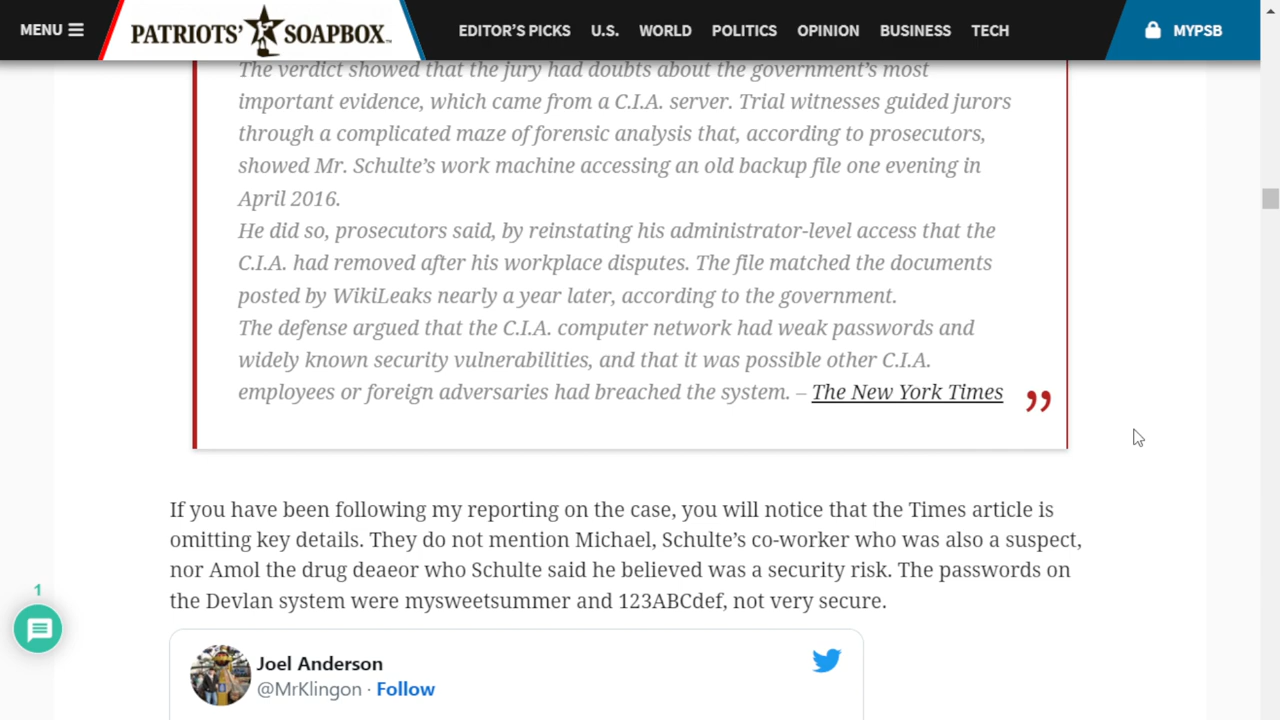 MENU
PATRIOTS' SOAPBOX
EDITOR'S PICKS
U.S.
WORLD
POLITICS
OPINION
BUSINESS
TECH
MYPSB
The verdict showed that the jury had doubts about the government's most
important evidence, which came from a C.I.A. server. Trial witnesses guided jurors
through a complicated maze of forensic analysis that, according to prosecutors,
showed Mr. Schulte's work machine accessing an old backup file one evening in
April 2016.
He did so, prosecutors said, by reinstating his administrator-level access that the
C.I.A. had removed after his workplace disputes. The file matched the documents
posted by WikiLeaks nearly a year later, according to the government.
The defense argued that the C.I.A. computer network had weak passwords and
widely known security vulnerabilities, and that it was possible other C.I.A.
employees or foreign adversaries had breached the system. – The New York Times ”
If you have been following my reporting on the case, you will notice that the Times article is
omitting key details. They do not mention Michael, Schulte's co-worker who was also a suspect,
nor Amol the drug deaeor who Schulte said he believed was a security risk. The passwords on
the Devlan system were mysweetsummer and 123ABCdef, not very secure.
1
Joel Anderson
@MrKlingon · Follow